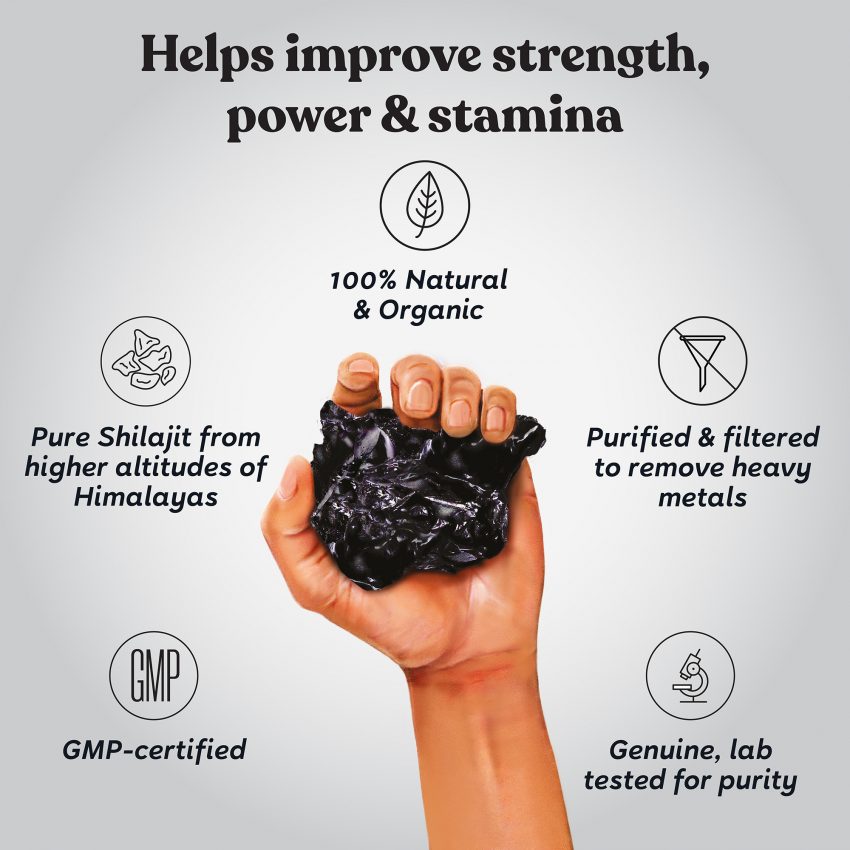 Helps improve strength,
power & stamina
100% Natural
& Organic
Pure Shilajit from
higher altitudes of
Himalayas
Purified & filtered
to remove heavy
metals
GMP
GMP-certified
Genuine, lab
tested for purity